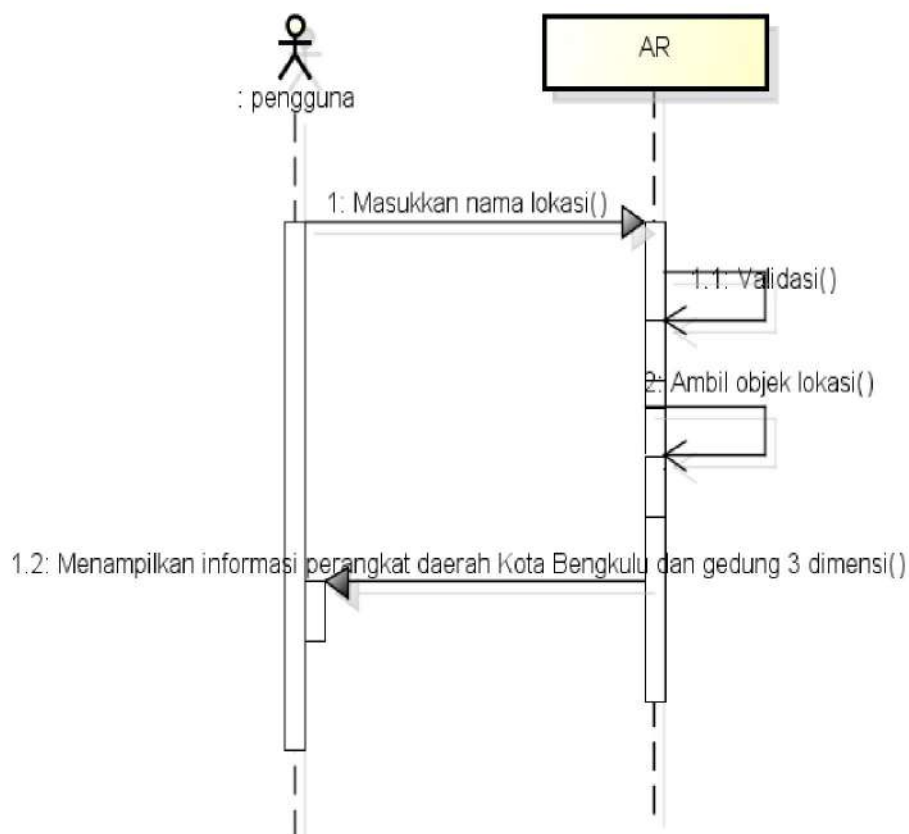 : pengguna
AR
1: Masukkan nama lokasi()
1.1: Validasi()
2: Ambil objek lokasi()
1.2: Menampilkan informasi perangkat daerah Kota Bengkulu dan gedung 3 dimensi()